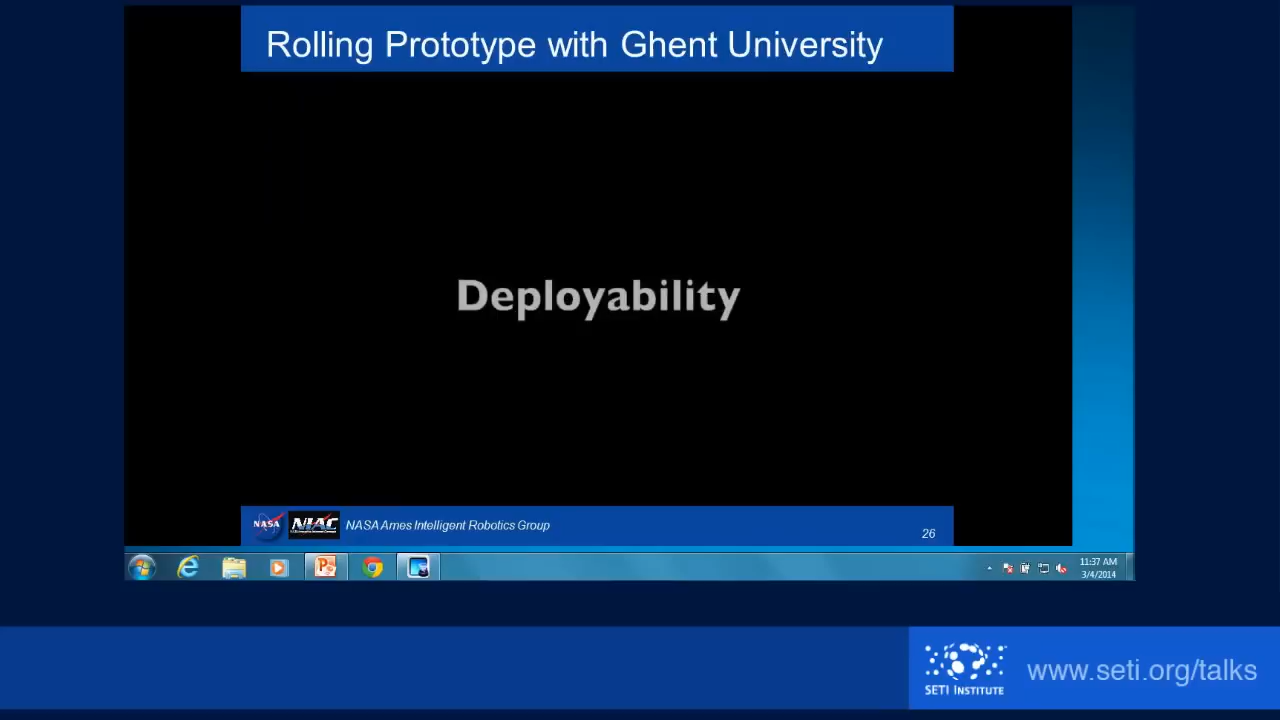 Rolling Prototype with Ghent University
Deployability
NASA NIAC NASA Ames Intelligent Robotics Group
26
11:37 AM
3/4/2014
SETI INSTITUTE www.seti.org/talks